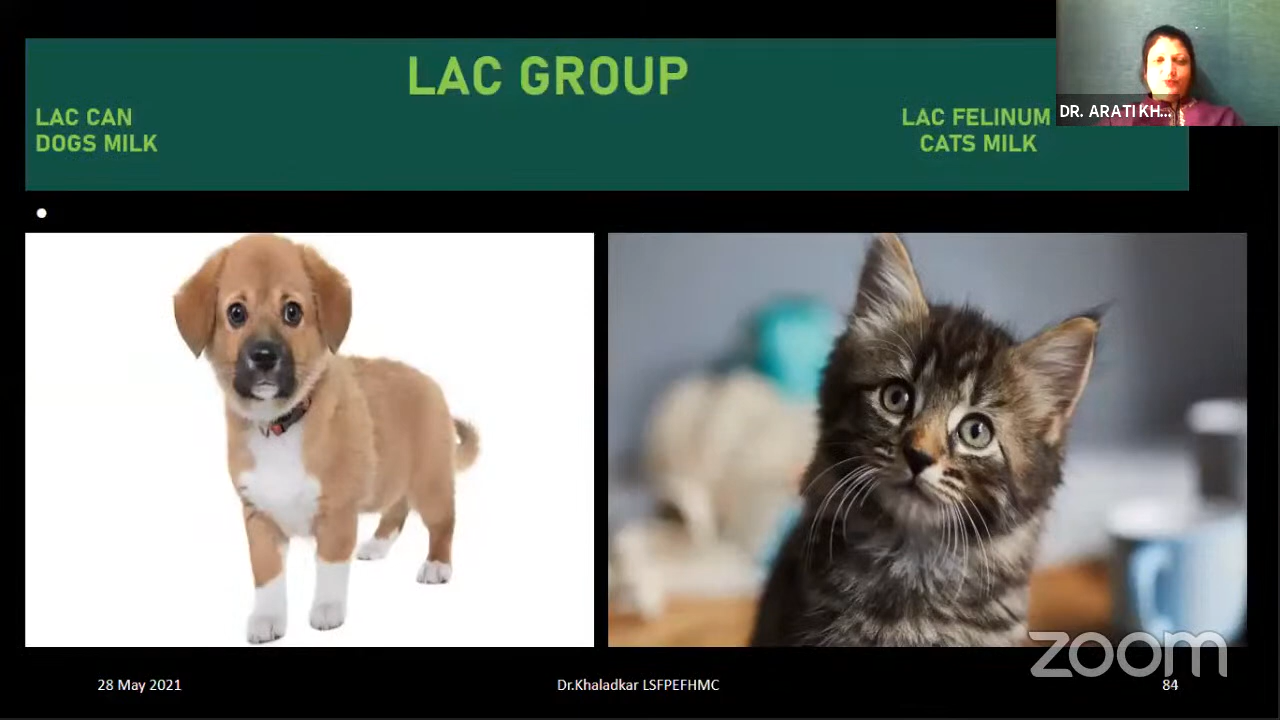 LAC GROUP
LAC CAN
DOGS MILK
LAC FELINUM
CATS MILK
DR. ARATI KH...
zoom
28 May 2021
Dr.Khaladkar LSFPEFHMC
84